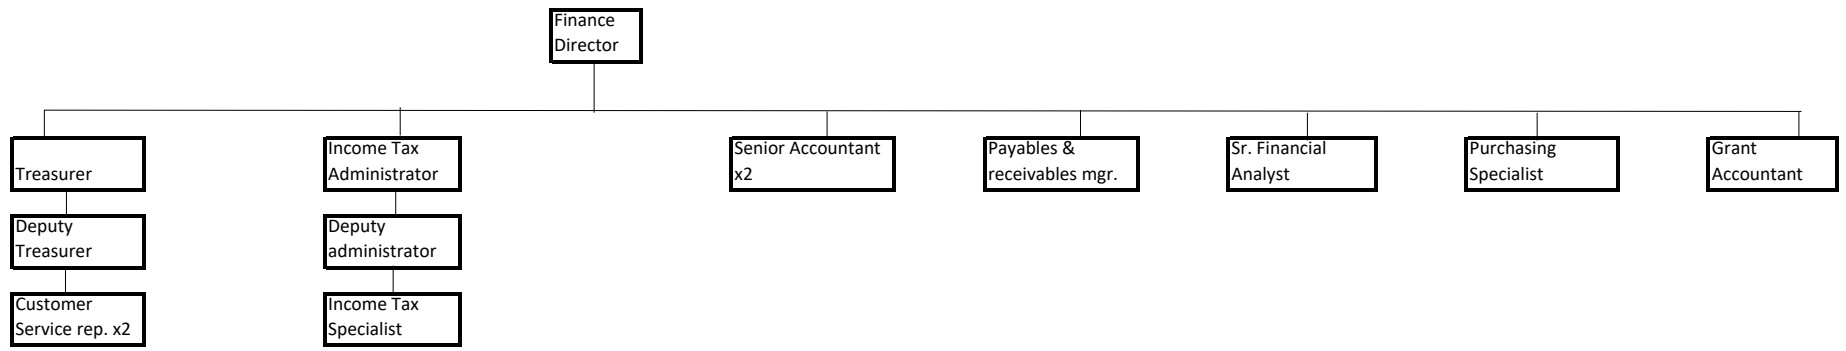 Finance
Director
Treasurer
Income Tax
Administrator
Senior Accountant
x2
Payables &
receivables mgr.
Sr. Financial
Analyst
Purchasing
Specialist
Grant
Accountant
Deputy
Treasurer
Deputy
administrator
Customer
Service rep. x2
Income Tax
Specialist